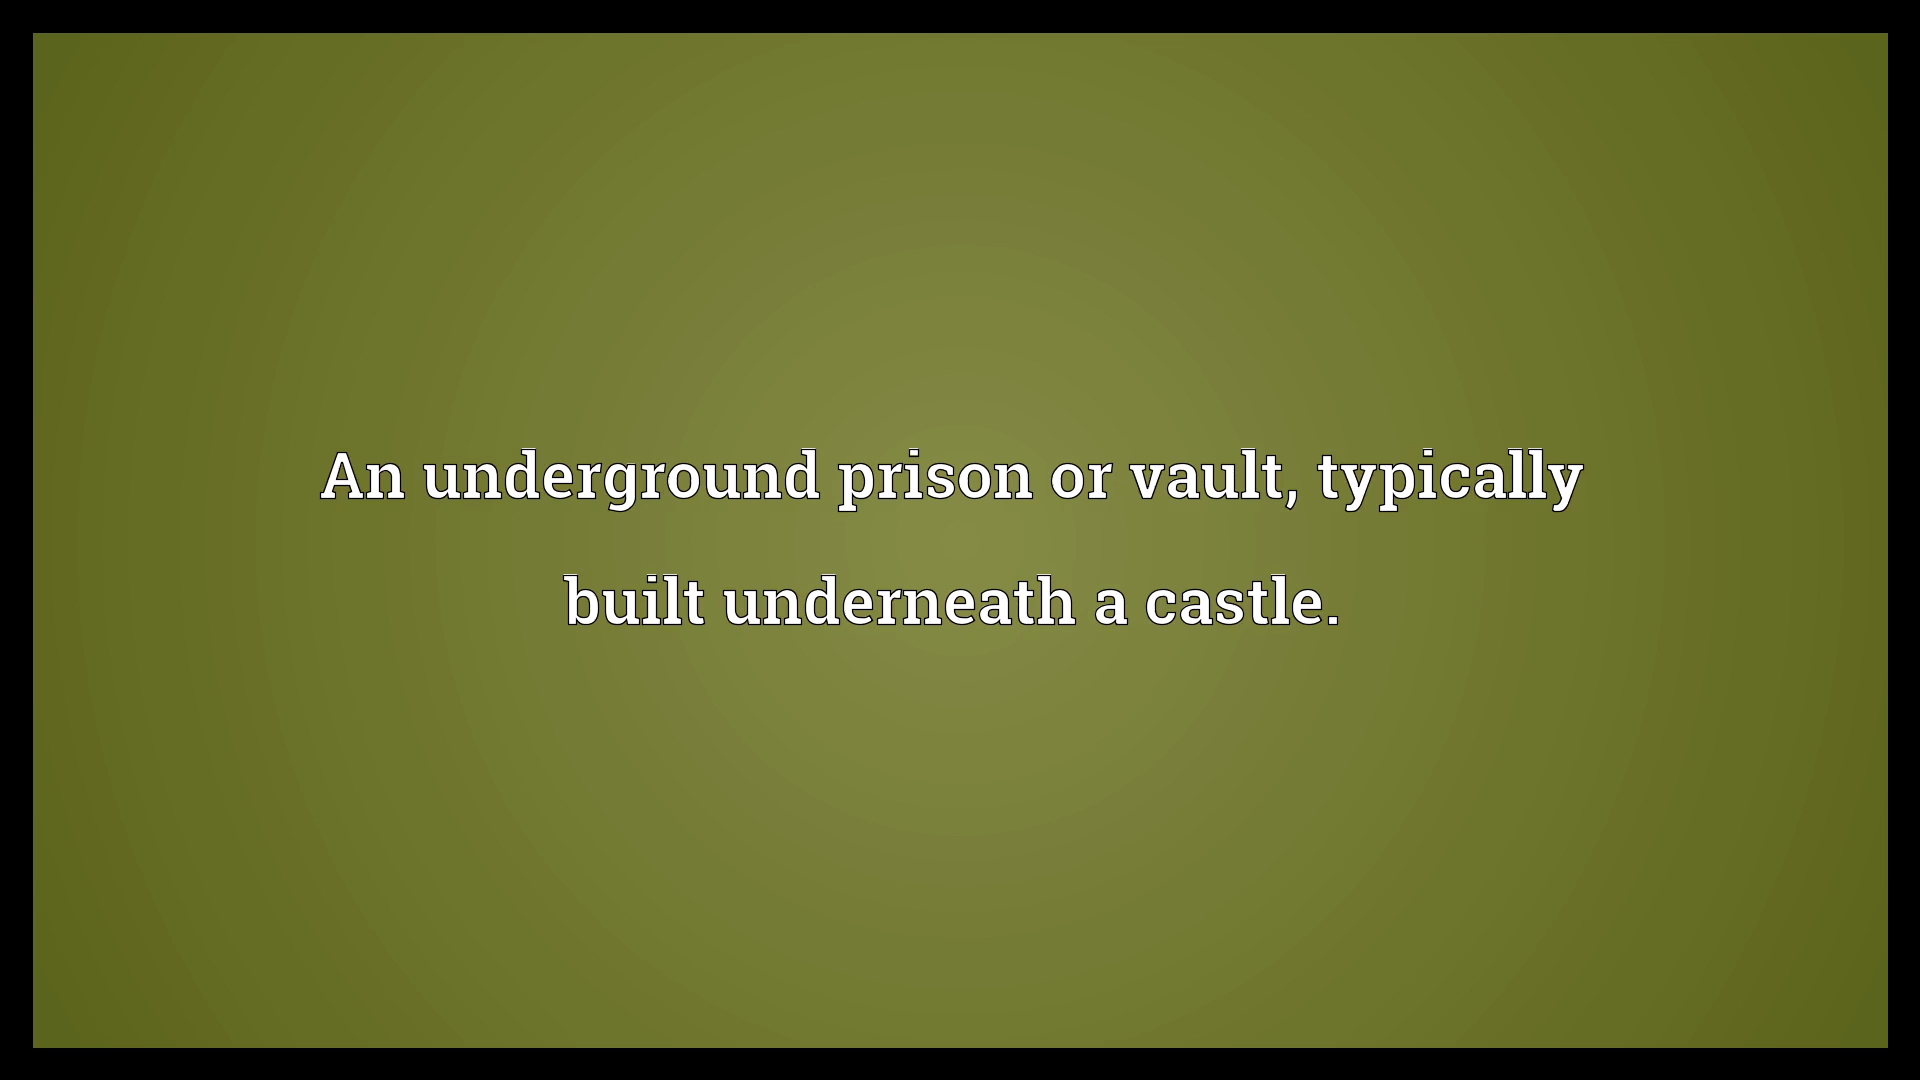 An underground prison or vault, typically
built underneath a castle.